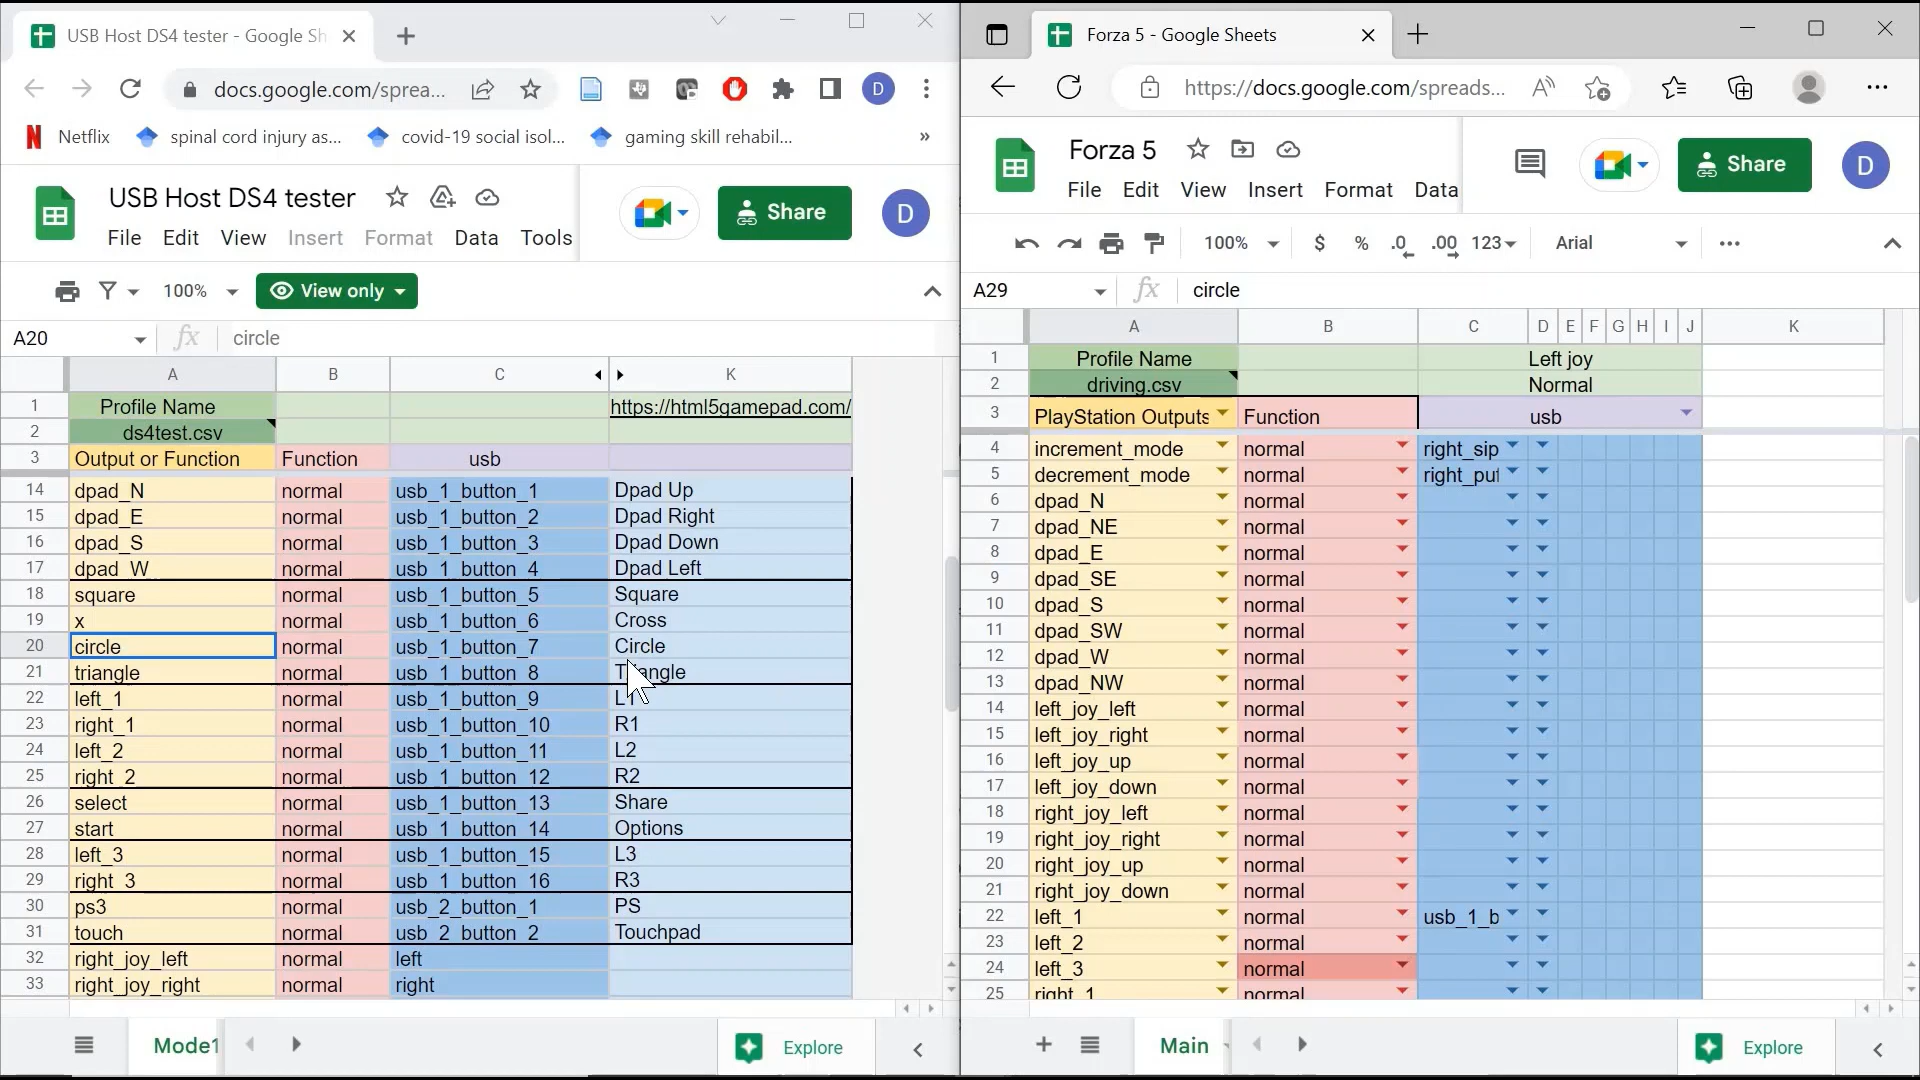 USB Host DS4 tester - Google Sh
docs.google.com/sprea...
D
Netflix
spinal cord injury as...
covid-19 social isol...
gaming skill rehabil...
»
USB Host DS4 tester
Share
D
File Edit View Insert Format Data Tools
100%
View only
A20
fx
circle
A B C K
1 Profile Name https://html5gamepad.com/
2 ds4test.csv
3 Output or Function Function usb
14 dpad_N normal usb_1_button_1 Dpad Up
15 dpad_E normal usb_1_button_2 Dpad Right
16 dpad_S normal usb_1_button_3 Dpad Down
17 dpad_W normal usb_1_button_4 Dpad Left
18 square normal usb_1_button_5 Square
19 x normal usb_1_button_6 Cross
20 circle normal usb_1_button_7 Circle
21 triangle normal usb_1_button_8
22 left_1 normal usb_1_button_9 L1
23 right_1 normal usb_1_button_10 R1
24 left_2 normal usb_1_button_11 L2
25 right_2 normal usb_1_button_12 R2
26 select normal usb_1_button_13 Share
27 start normal usb_1_button_14 Options
28 left_3 normal usb_1_button_15 L3
29 right_3 normal usb_1_button_16 R3
30 ps3 normal usb_2_button_1 PS
31 touch normal usb_2_button_2 Touchpad
32 right_joy_left normal left
33 right_joy_right normal right
Mode1
Explore
Forza 5 - Google Sheets
https://docs.google.com/spreads...
Forza 5
Share
D
File Edit View Insert Format Data
100% $ % .0 .00 123 Arial
A29
fx
circle
A B C D E F G H I J K
1 Profile Name Left joy
2 driving.csv Normal
3 PlayStation Outputs Function usb
4 increment_mode normal right_sip
5 decrement_mode normal right_puf
6 dpad_N normal
7 dpad_NE normal
8 dpad_E normal
9 dpad_SE normal
10 dpad_S normal
11 dpad_SW normal
12 dpad_W normal
13 dpad_NW normal
14 left_joy_left normal
15 left_joy_right normal
16 left_joy_up normal
17 left_joy_down normal
18 right_joy_left normal
19 right_joy_right normal
20 right_joy_up normal
21 right_joy_down normal
22 left_1 normal usb_1_b
23 left_2 normal
24 left_3 normal
25 right_1 normal
Main
Explore